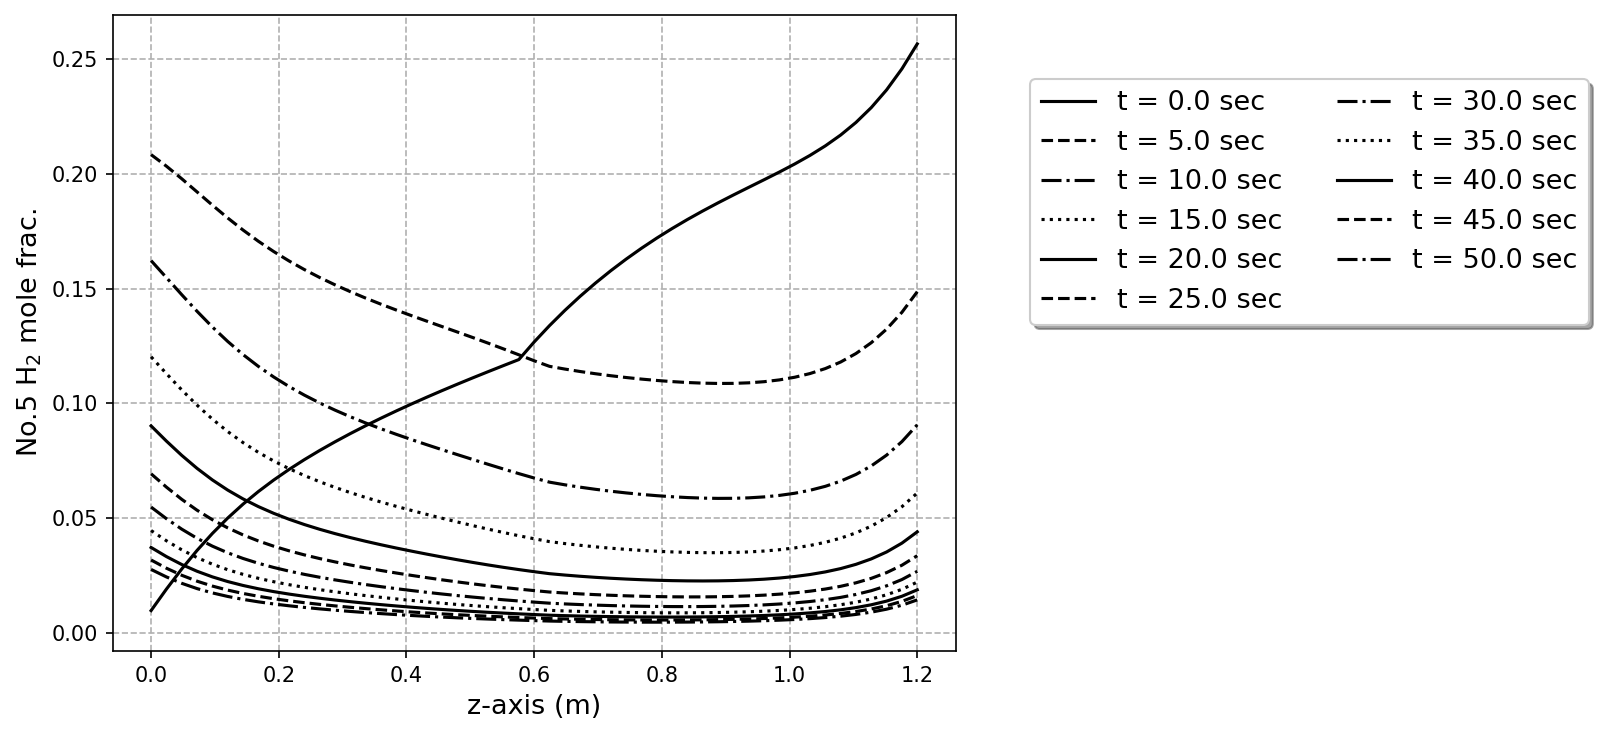 No.5 H₂ mole frac.
0.25
0.20
0.15
0.10
0.05
0.00
0.0 0.2 0.4 0.6 0.8 1.0 1.2
z-axis (m)
t = 0.0 sec
t = 5.0 sec
t = 10.0 sec
t = 15.0 sec
t = 20.0 sec
t = 25.0 sec
t = 30.0 sec
t = 35.0 sec
t = 40.0 sec
t = 45.0 sec
t = 50.0 sec